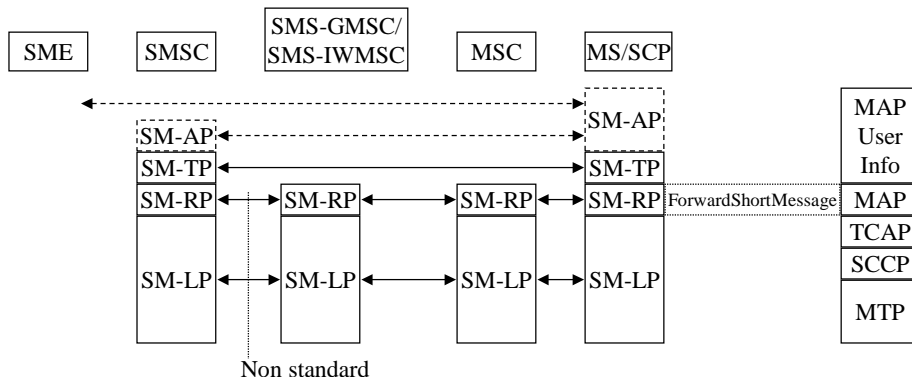 SMS-GMSC/
SME SMSC SMS-IWMSC MSC MS/SCP
MAP
SM-AP User
SM-AP Info
SM-TP SM-TP
SM-RP SM-RP SM-RP SM-RP ForwardShortMessage MAP
TCAP
SCCP
SM-LP SM-LP SM-LP SM-LP
MTP
Non standard